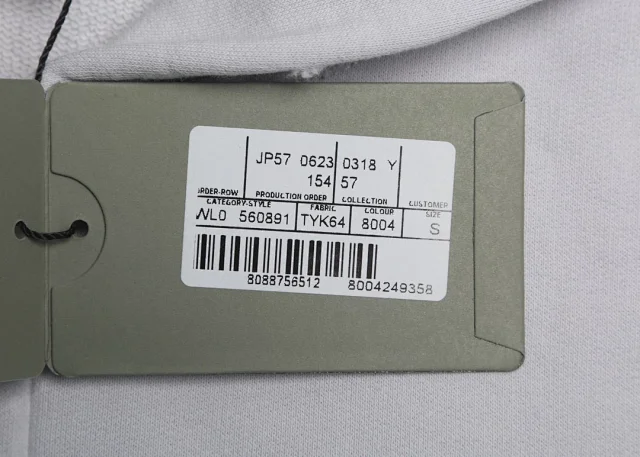 JP57 0623 0318 Y
154 57
ORDER-ROW PRODUCTION ORDER COLLECTION CUSTOMER
CATEGORY-STYLE FABRIC COLOUR SIZE
WL0 560891 TYK64 8004 S
8088756512 8004249358